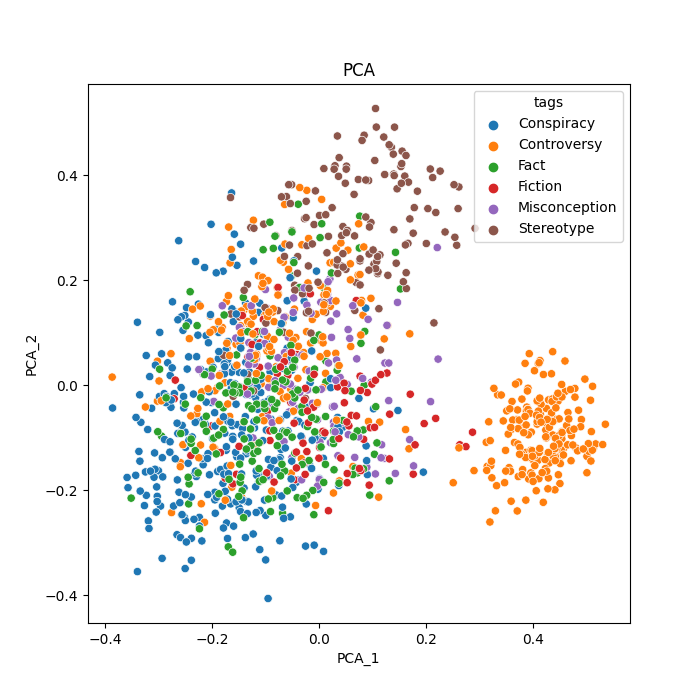 PCA
tags
Conspiracy
Controversy
Fact
Fiction
Misconception
Stereotype
PCA_2
0.4
0.2
0.0
−0.2
−0.4
−0.4
−0.2
0.0
0.2
0.4
PCA_1